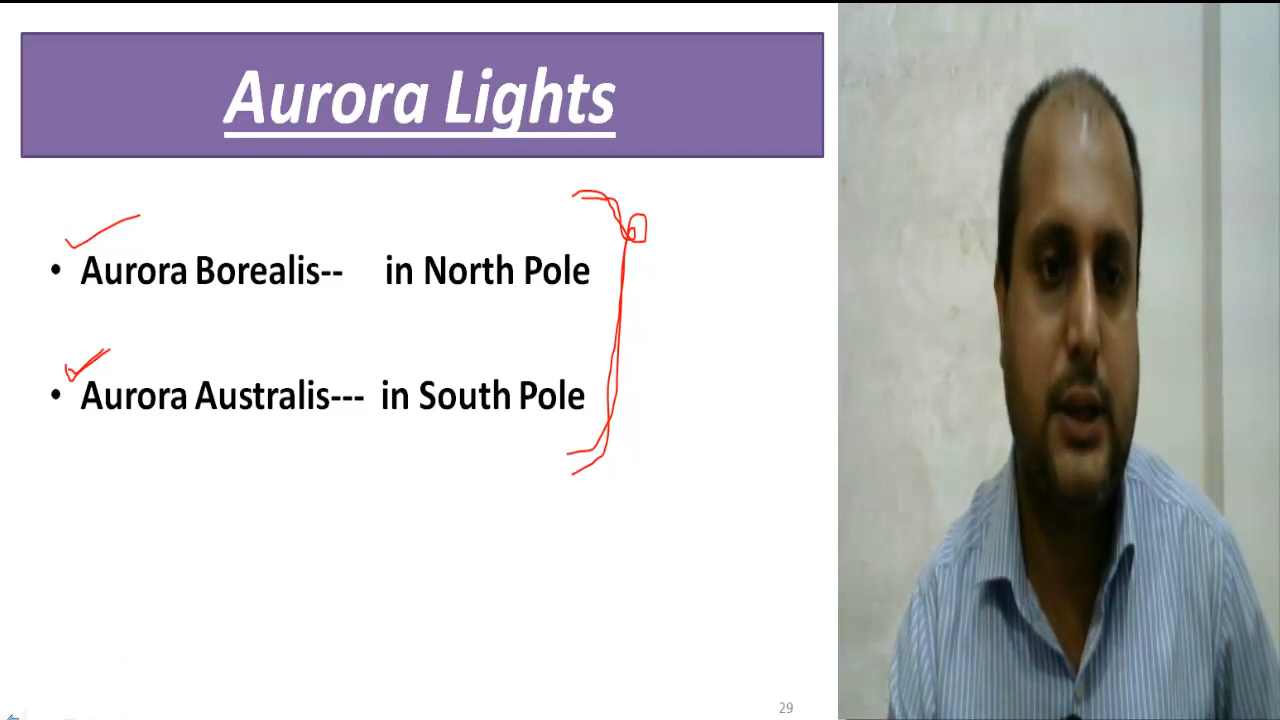 Aurora Lights
• Aurora Borealis-- in North Pole
• Aurora Australis--- in South Pole
29